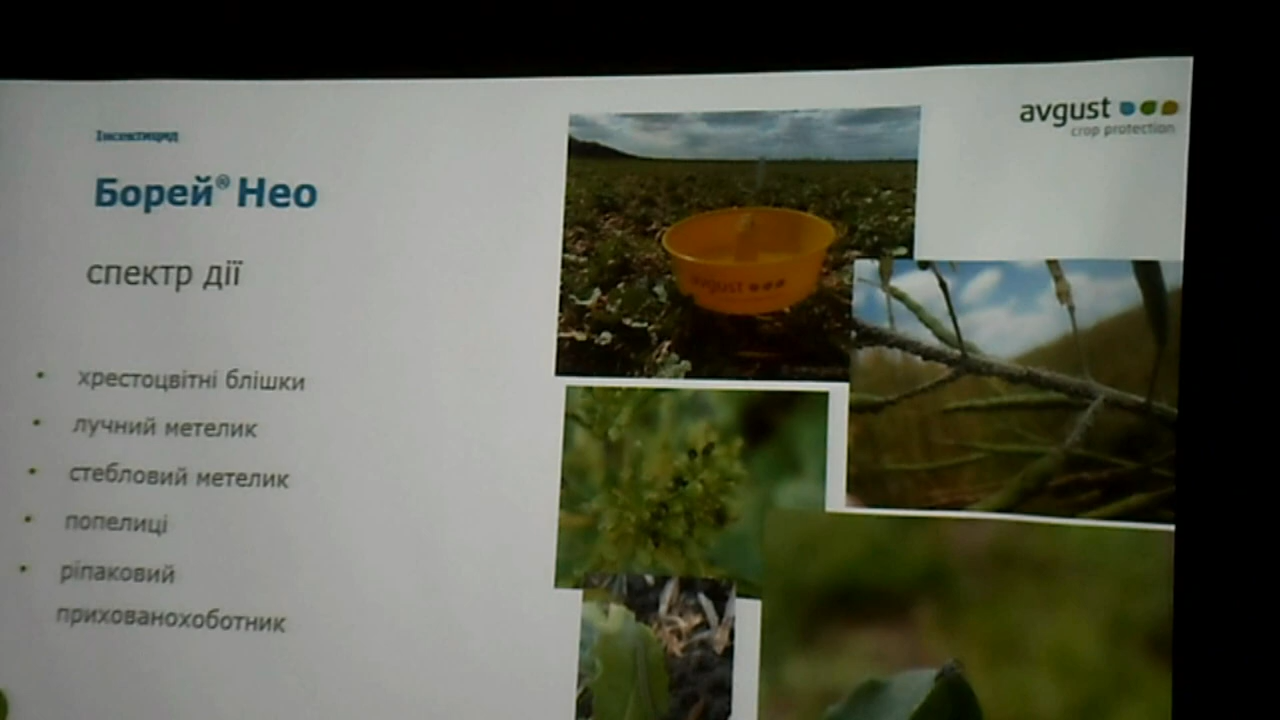 Інсектицид
Борей® Нео
спектр дії
• хрестоцвітні блішки
• лучний метелик
• стебловий метелик
• попелиці
• ріпаковий
прихованохоботник
avgust
crop protection
avgust